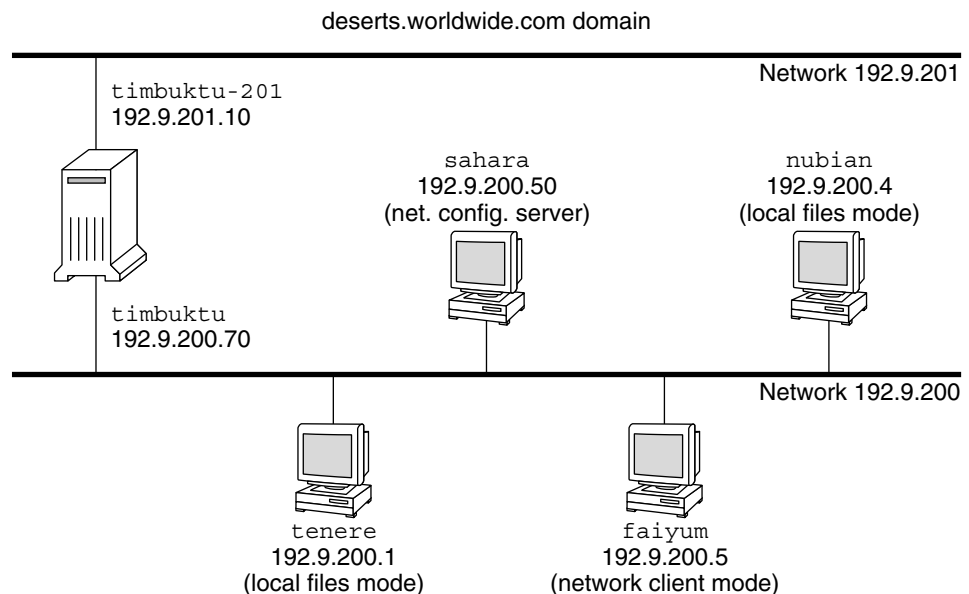 deserts.worldwide.com domain
Network 192.9.201
timbuktu-201
192.9.201.10
sahara
192.9.200.50
(net. config. server)
nubian
192.9.200.4
(local files mode)
timbuktu
192.9.200.70
Network 192.9.200
tenere
192.9.200.1
(local files mode)
faiyum
192.9.200.5
(network client mode)